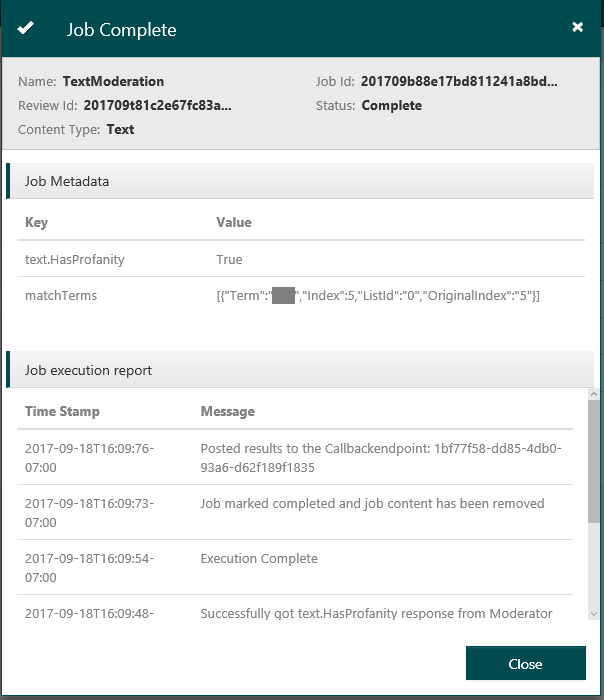 Job Complete
Name: TextModeration Job Id: 201709b88e17bd811241a8bd...
Review Id: 201709t81c2e67fc83a... Status: Complete
Content Type: Text
Job Metadata
Key Value
text.HasProfanity True
matchTerms [{"Term":" ","Index":5,"ListId":"0","OriginalIndex":"5"}]
Job execution report
Time Stamp Message
2017-09-18T16:09:76- Posted results to the Callbackendpoint: 1bf77f58-dd85-4db0-
07:00 93a6-d62f189f1835
2017-09-18T16:09:73- Job marked completed and job content has been removed
07:00
2017-09-18T16:09:54- Execution Complete
07:00
2017-09-18T16:09:48- Successfully got text.HasProfanity response from Moderator
Close